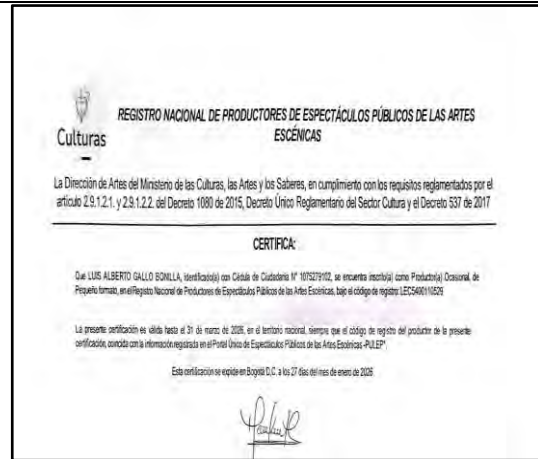 Culturas
REGISTRO NACIONAL DE PRODUCTORES DE ESPECTÁCULOS PÚBLICOS DE LAS ARTES
ESCÉNICAS
La Dirección de Artes del Ministerio de las Culturas, las Artes y los Saberes, en cumplimiento con los requisitos reglamentados por el
artículo 2.9.1.2.1. y 2.9.1.2.2. del Decreto 1080 de 2015, Decreto Único Reglamentario del Sector Cultura y el Decreto 537 de 2017
CERTIFICA:
Que LUIS ALBERTO GALLO BONILLA, identificado(a) con Cédula de Ciudadanía N° 1075279102, se encuentra inscrito(a) como Productor(a) Ocasional, de
Pequeño formato, en el Registro Nacional de Productores de Espectáculos Públicos de las Artes Escénicas, bajo el código de registro: LEC5400110529
La presente certificación es válida hasta el 31 de marzo de 2026, en el territorio nacional, siempre que el código de registro del productor de la presente
certificación, coincida con la información registrada en el Portal Único de Espectáculos Públicos de las Artes Escénicas -PULEP*.
Esta certificación se expide en Bogotá D.C. a los 27 días del mes de enero de 2026